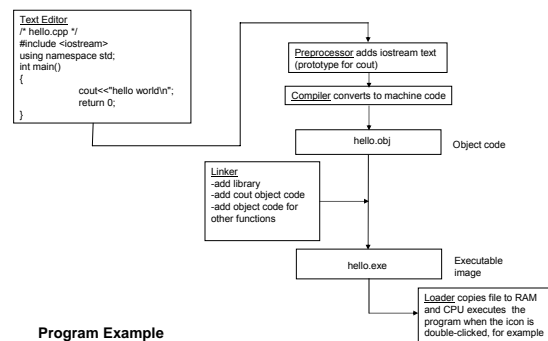 Text Editor
/* hello.cpp */
#include <iostream>
using namespace std;
int main()
{
cout<<"hello world\n";
return 0;
}
Preprocessor adds iostream text
(prototype for cout)
Compiler converts to machine code
hello.obj
Object code
Linker
-add library
-add cout object code
-add object code for
other functions
hello.exe
Executable
image
Loader copies file to RAM
and CPU executes the
program when the icon is
double-clicked, for example
Program Example